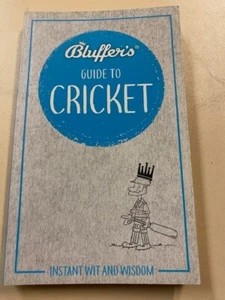 Bluffer's®
GUIDE TO
CRICKET
INSTANT WIT AND WISDOM